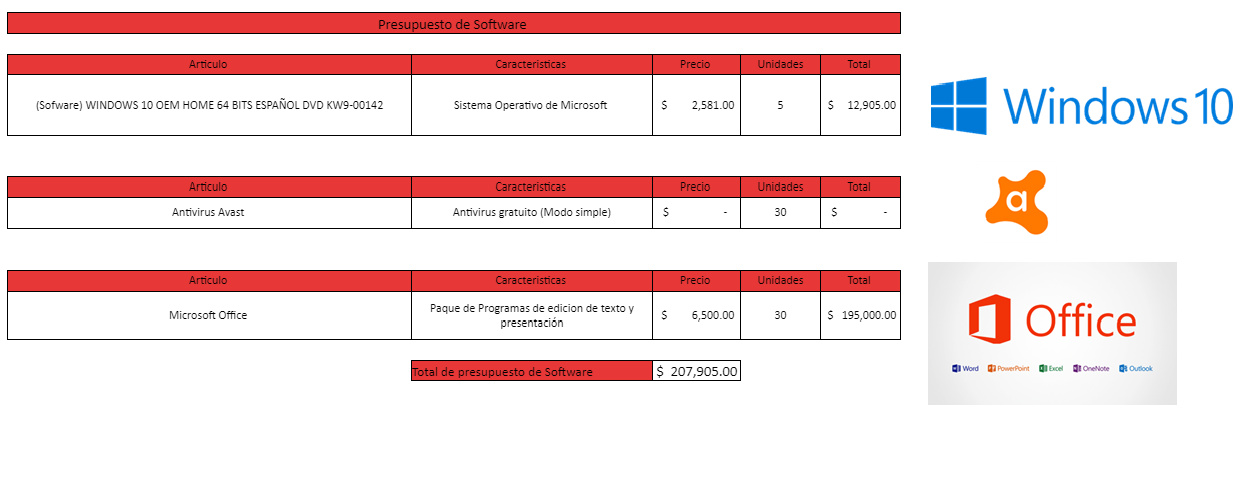 Presupuesto de Software
Articulo Caracteristicas Precio Unidades Total
(Sofware) WINDOWS 10 OEM HOME 64 BITS ESPAÑOL DVD KW9-00142 Sistema Operativo de Microsoft $ 2,581.00 5 $ 12,905.00
Windows 10
Articulo Caracteristicas Precio Unidades Total
Antivirus Avast Antivirus gratuito (Modo simple) $ - 30 $ -
a
Articulo Caracteristicas Precio Unidades Total
Microsoft Office Paque de Programas de edicion de texto y
presentación $ 6,500.00 30 $ 195,000.00
Office
Word PowerPoint Excel OneNote Outlook
Total de presupuesto de Software $ 207,905.00